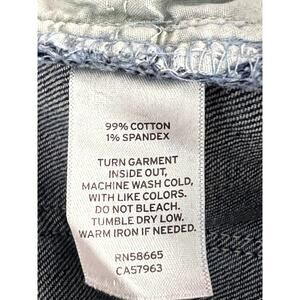 99% COTTON
1% SPANDEX
TURN GARMENT
INSIDE OUT,
MACHINE WASH COLD,
WITH LIKE COLORS.
DO NOT BLEACH.
TUMBLE DRY LOW.
WARM IRON IF NEEDED.
RN58665
CA57963